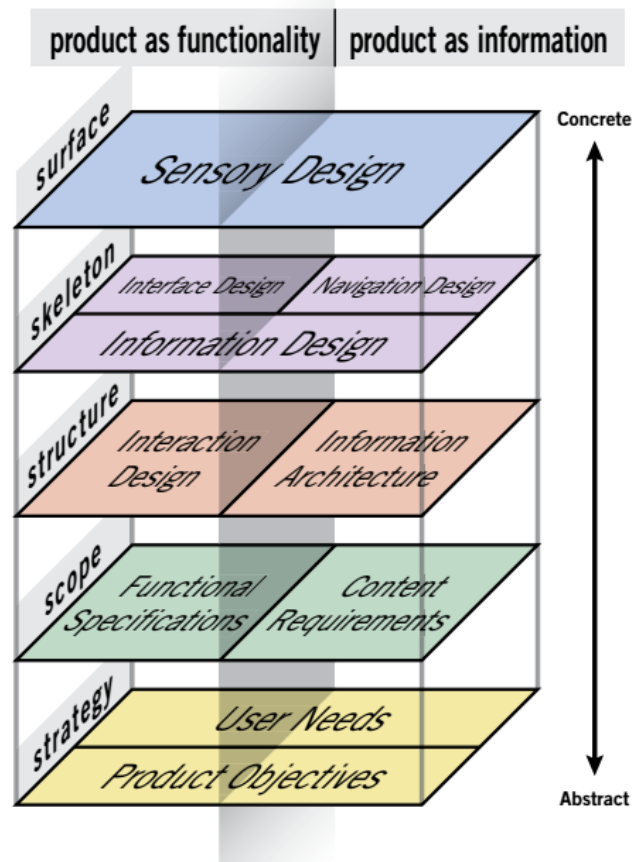 product as functionality
product as information
Concrete
surface
Sensory Design
skeleton
Interface Design
Navigation Design
Information Design
structure
Interaction
Design
Information
Architecture
scope
Functional
Specifications
Content
Requirements
strategy
User Needs
Product Objectives
Abstract